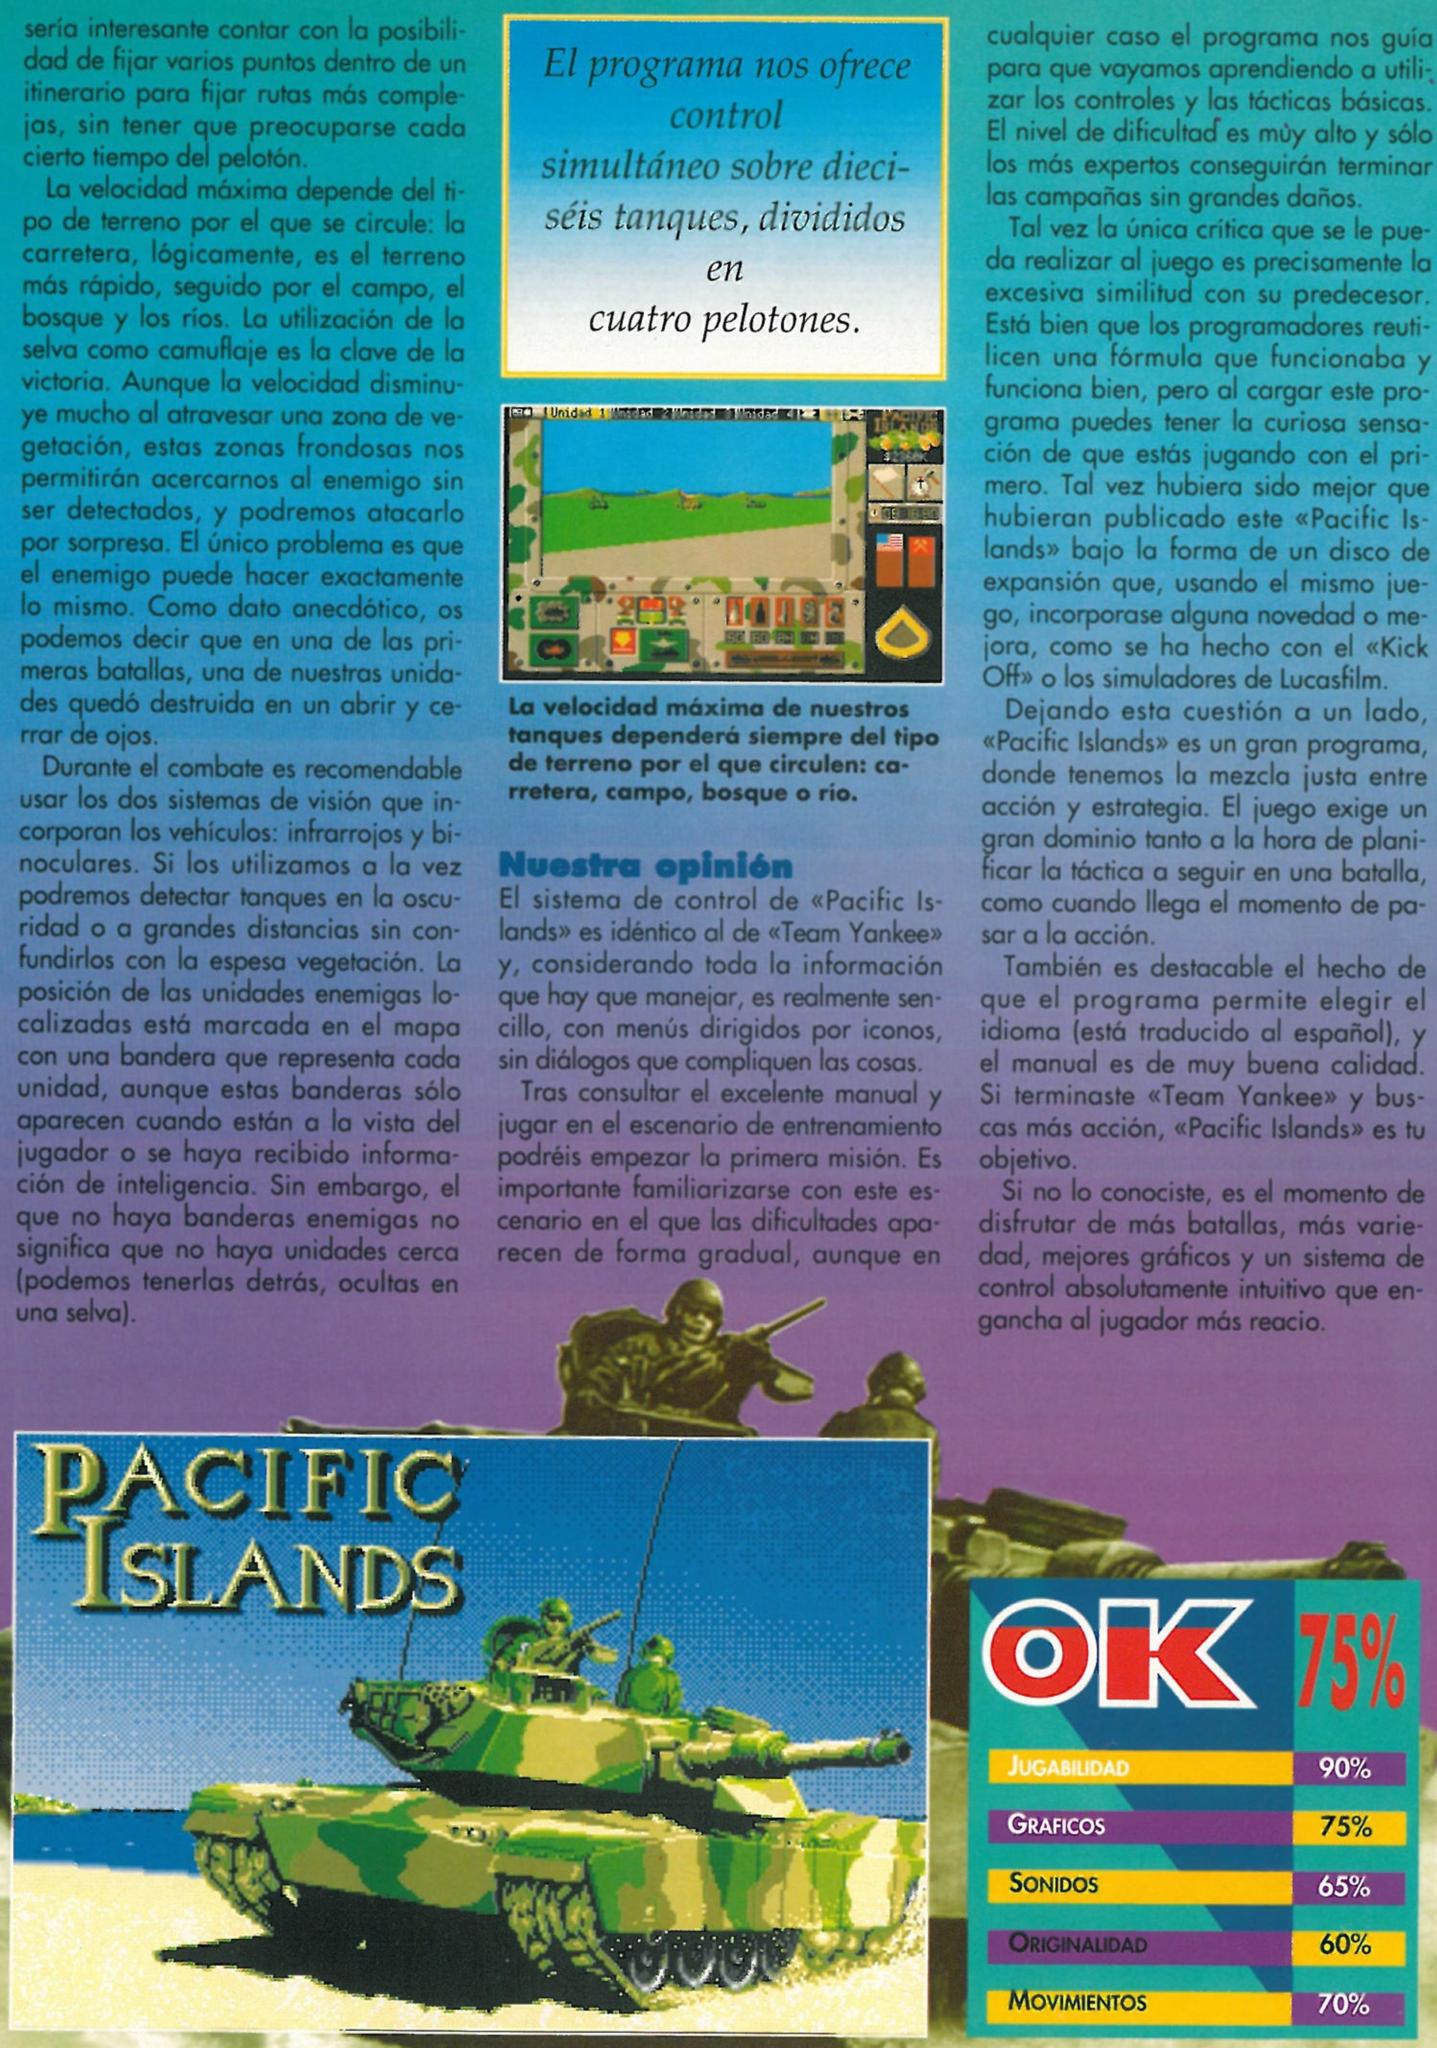 sería interesante contar con la posibili-
dad de fijar varios puntos dentro de un
itinerario para fijar rutas más comple-
jas, sin tener que preocuparse cada
cierto tiempo del pelotón.
La velocidad máxima depende del ti-
po de terreno por el que se circule: la
carretera, lógicamente, es el terreno
más rápido, seguido por el campo, el
bosque y los ríos. La utilización de la
selva como camuflaje es la clave de la
victoria. Aunque la velocidad disminu-
ye mucho al atravesar una zona de ve-
getación, estas zonas frondosas nos
permitirán acercarnos al enemigo sin
ser detectados, y podremos atacarlo
por sorpresa. El único problema es que
el enemigo puede hacer exactamente
lo mismo. Como dato anecdótico, os
podemos decir que en una de las pri-
meras batallas, una de nuestras unida-
des quedó destruida en un abrir y ce-
rrar de ojos.
Durante el combate es recomendable
usar los dos sistemas de visión que in-
corporan los vehículos: infrarrojos y bi-
noculares. Si los utilizamos a la vez
podremos detectar tanques en la oscu-
ridad o a grandes distancias sin con-
fundirlos con la espesa vegetación. La
posición de las unidades enemigas lo-
calizadas está marcada en el mapa
con una bandera que representa cada
unidad, aunque estas banderas sólo
aparecen cuando están a la vista del
jugador o se haya recibido informa-
ción de inteligencia. Sin embargo, el
que no haya banderas enemigas no
significa que no haya unidades cerca
(podemos tenerlas detrás, ocultas en
una selva).
El programa nos ofrece
control
simultáneo sobre dieci-
séis tanques, divididos
en
cuatro pelotones.
Unidad 1 Unidad 2 Unidad 3 Unidad 4
PACIFIC
ISLANDS
La velocidad máxima de nuestros
tanques dependerá siempre del tipo
de terreno por el que circulen: ca-
rretera, campo, bosque o río.
Nuestra opinión
El sistema de control de «Pacific Is-
lands» es idéntico al de «Team Yankee»
y, considerando toda la información
que hay que manejar, es realmente sen-
cillo, con menús dirigidos por iconos,
sin diálogos que compliquen las cosas.
Tras consultar el excelente manual y
jugar en el escenario de entrenamiento
podréis empezar la primera misión. Es
importante familiarizarse con este es-
cenario en el que las dificultades apa-
recen de forma gradual, aunque en
cualquier caso el programa nos guía
para que vayamos aprendiendo a utili-
zar los controles y las tácticas básicas.
El nivel de dificultad es muy alto y sólo
los más expertos conseguirán terminar
las campañas sin grandes daños.
Tal vez la única crítica que se le pue-
da realizar al juego es precisamente la
excesiva similitud con su predecesor.
Está bien que los programadores reuti-
licen una fórmula que funcionaba y
funciona bien, pero al cargar este pro-
grama puedes tener la curiosa sensa-
ción de que estás jugando con el pri-
mero. Tal vez hubiera sido mejor que
hubieran publicado este «Pacific Is-
lands» bajo la forma de un disco de
expansión que, usando el mismo jue-
go, incorporase alguna novedad o me-
jora, como se ha hecho con el «Kick
Off» o los simuladores de Lucasfilm.
Dejando esta cuestión a un lado,
«Pacific Islands» es un gran programa,
donde tenemos la mezcla justa entre
acción y estrategia. El juego exige un
gran dominio tanto a la hora de plani-
ficar la táctica a seguir en una batalla,
como cuando llega el momento de pa-
sar a la acción.
También es destacable el hecho de
que el programa permite elegir el
idioma (está traducido al español), y
el manual es de muy buena calidad.
Si terminaste «Team Yankee» y bus-
cas más acción, «Pacific Islands» es tu
objetivo.
Si no lo conociste, es el momento de
disfrutar de más batallas, más varie-
dad, mejores gráficos y un sistema de
control absolutamente intuitivo que en-
gancha al jugador más reacio.
PACIFIC
ISLANDS
OK 75%
JUGABILIDAD 90%
GRAFICOS 75%
SONIDOS 65%
ORIGINALIDAD 60%
MOVIMIENTOS 70%